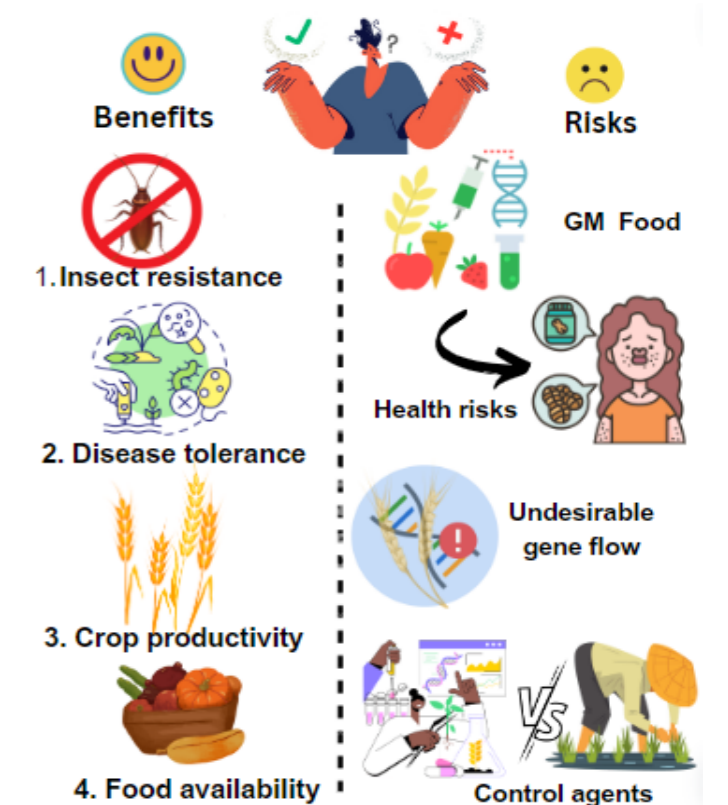 ?
Benefits
Risks
1. Insect resistance
2. Disease tolerance
3. Crop productivity
4. Food availability
GM Food
Health risks
!
Undesirable
gene flow
VS
Control agents